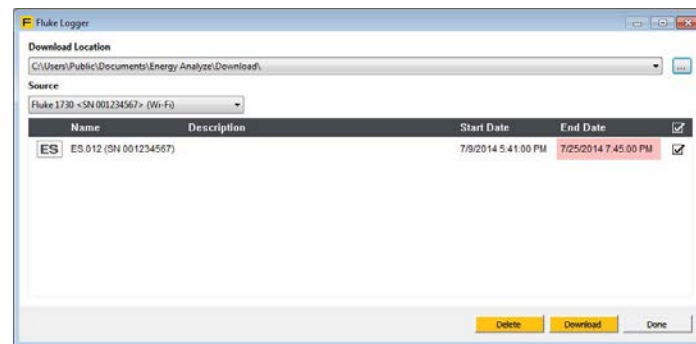 F Fluke Logger
Download Location
C:\Users\Public\Documents\Energy Analyze\Download\
...
Source
Fluke 1730 <SN 001234567> (Wi-Fi)
Name Description Start Date End Date
ES ES.012 (SN 001234567) 7/9/2014 5:41:00 PM 7/25/2014 7:45:00 PM
Delete Download Done